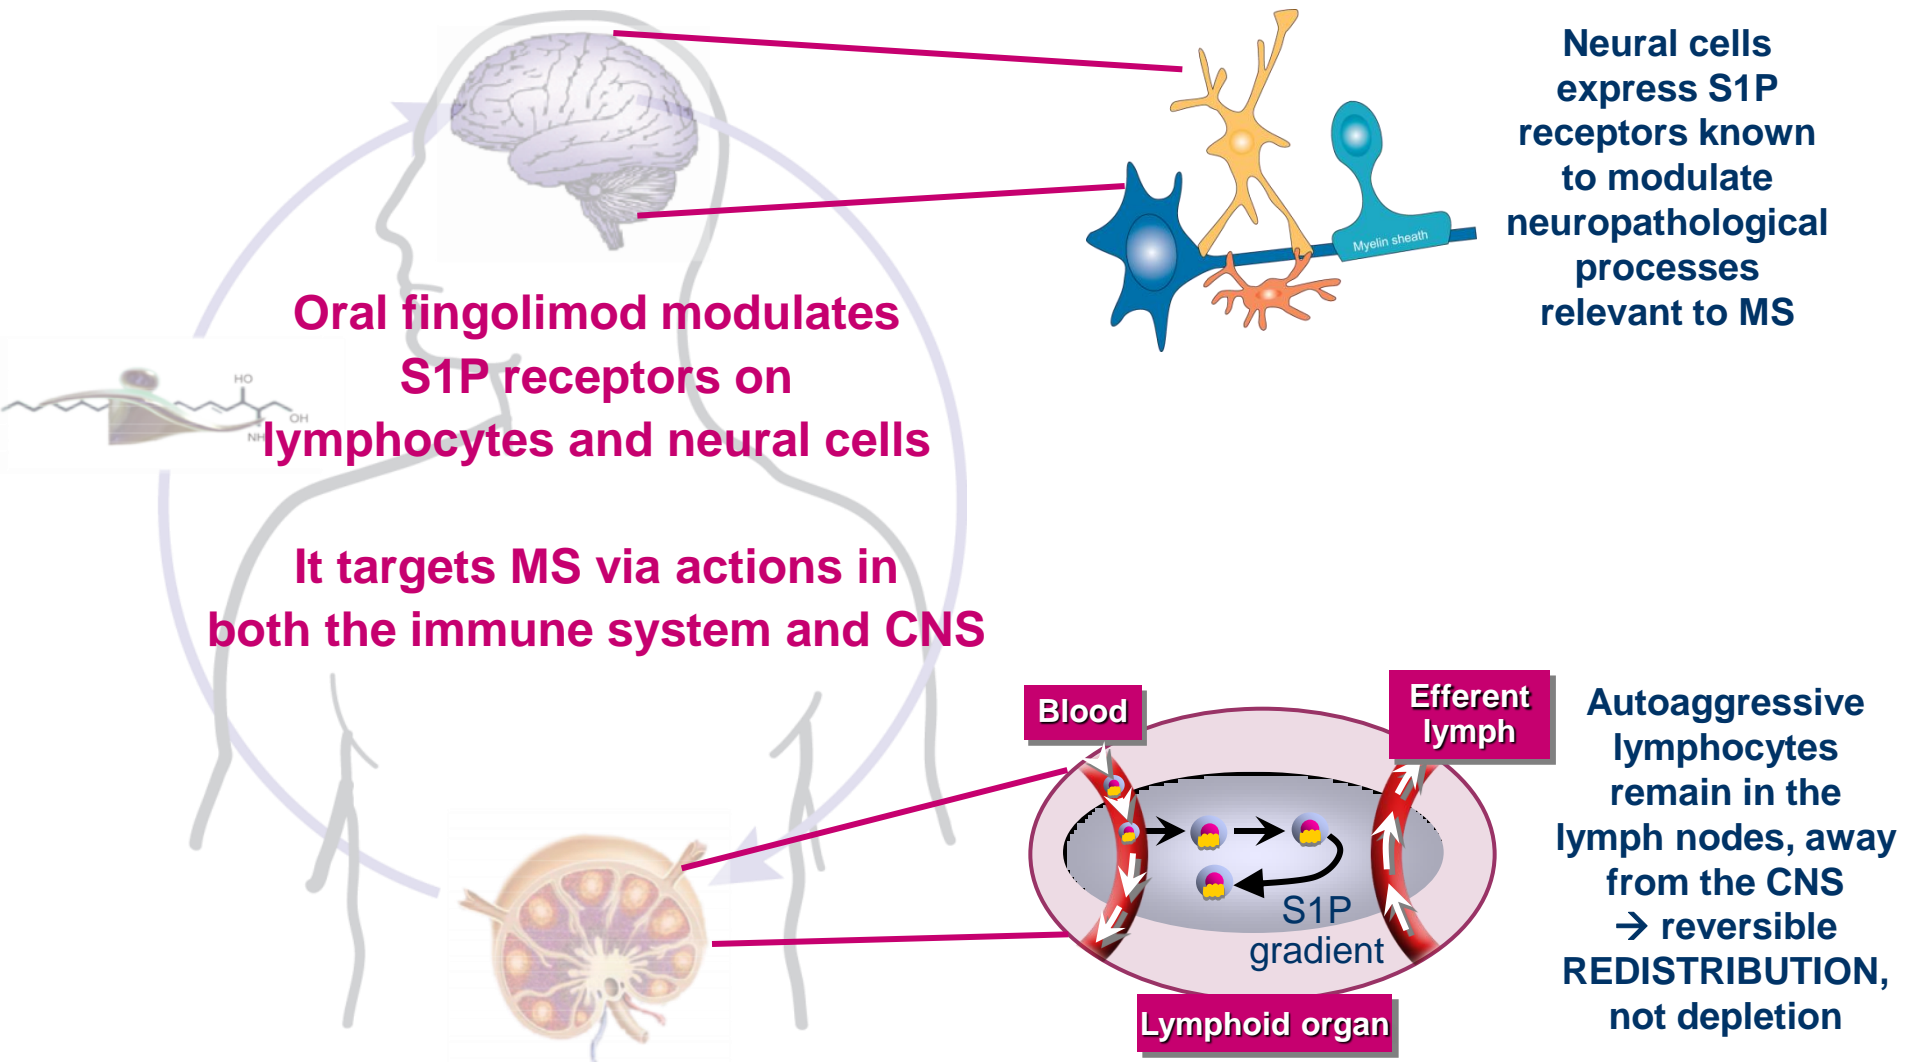 Neural cells
express S1P
receptors known
to modulate
neuropathological
processes
relevant to MS
Myelin sheath
Oral fingolimod modulates
S1P receptors on
lymphocytes and neural cells
HO
OH
NH
It targets MS via actions in
both the immune system and CNS
Blood
Efferent
lymph
S1P
gradient
Lymphoid organ
Autoaggressive
lymphocytes
remain in the
lymph nodes, away
from the CNS
→ reversible
REDISTRIBUTION,
not depletion